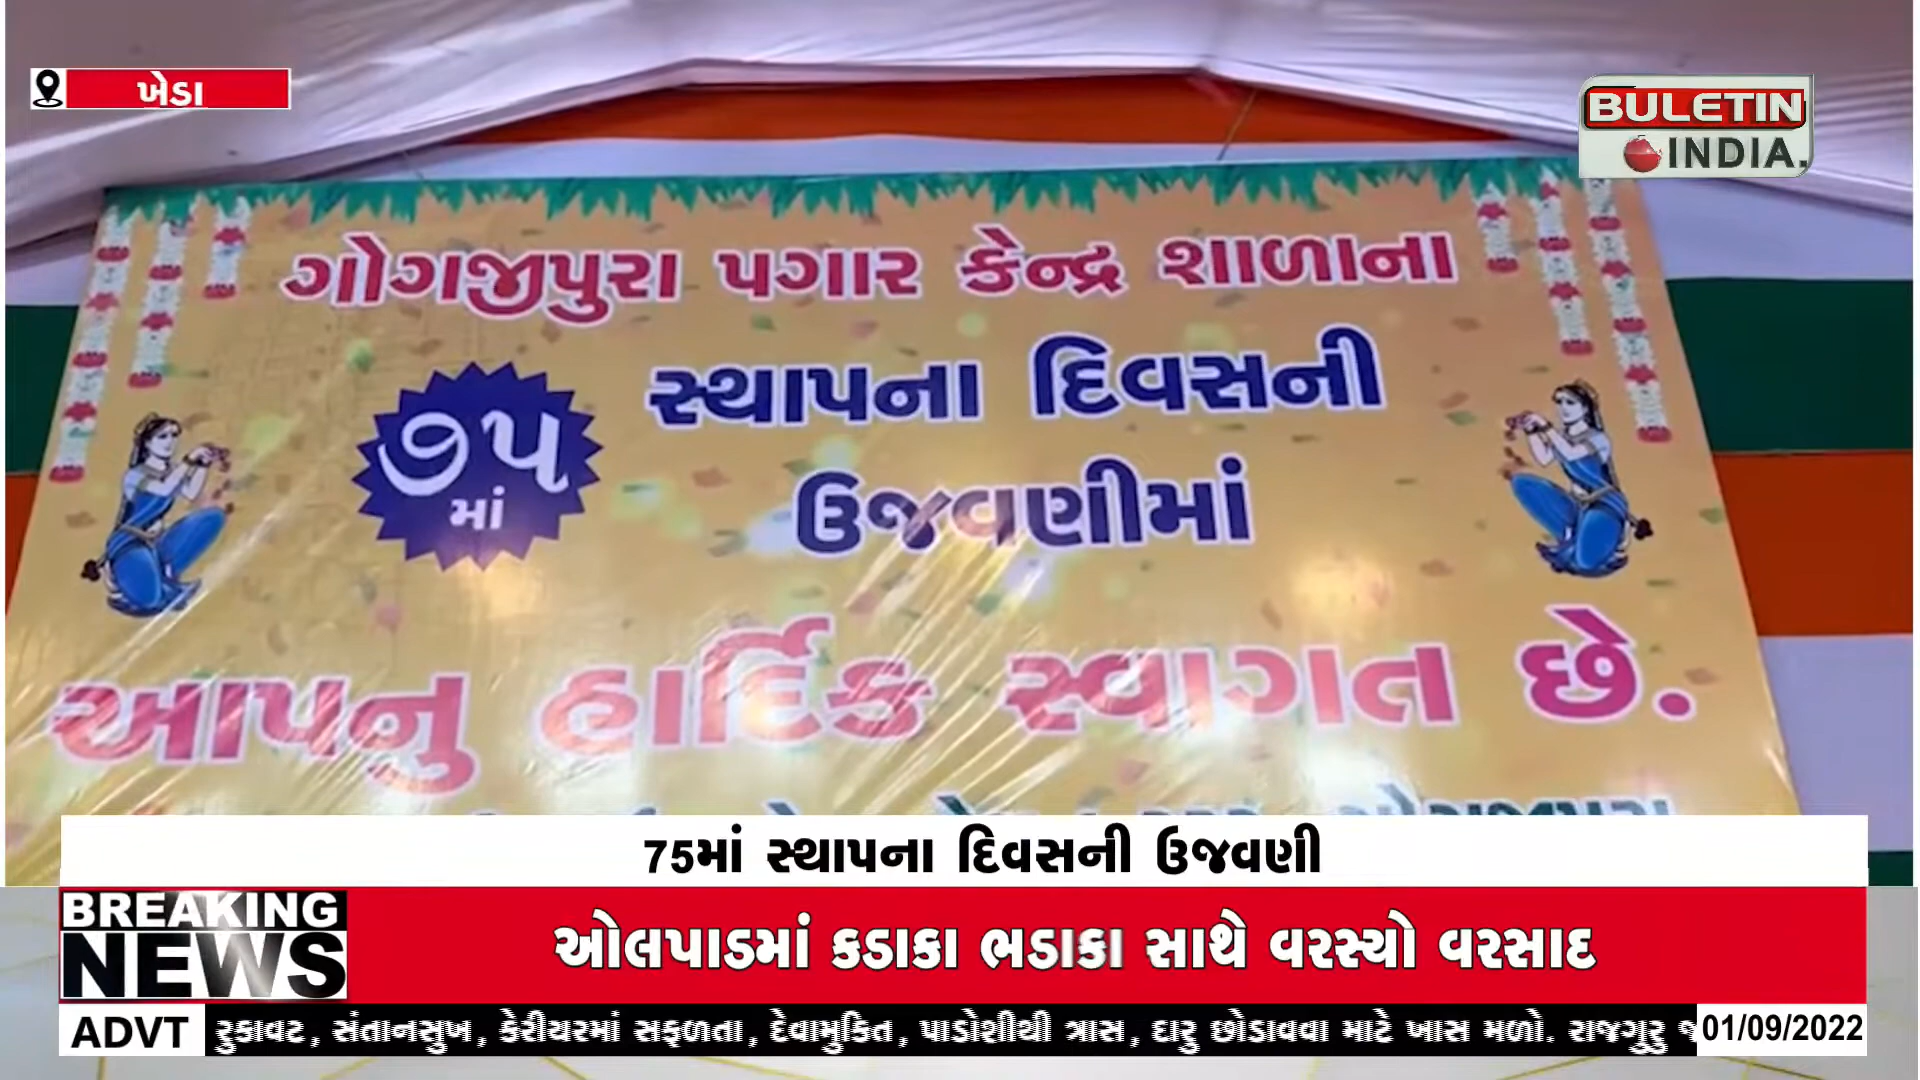 ખેડા
BULETIN
INDIA.
ગોગજીપુરા પગાર કેન્દ્ર શાળાના
૭૫ માં
સ્થાપના દિવસની
ઉજવણીમાં
આપનુ હાર્દિક સ્વાગત છે.
75માં સ્થાપના દિવસની ઉજવણી
BREAKING
NEWS
ઓલપાડમાં કડાકા ભડાકા સાથે વરસ્યો વરસાદ
ADVT
રુકાવટ, સંતાનસુખ, કેરીયરમાં સફળતા, દેવામુકિત, પાડોશીથી ત્રાસ, દારુ છોડાવવા માટે ખાસ મળો. રાજગુરુ
01/09/2022